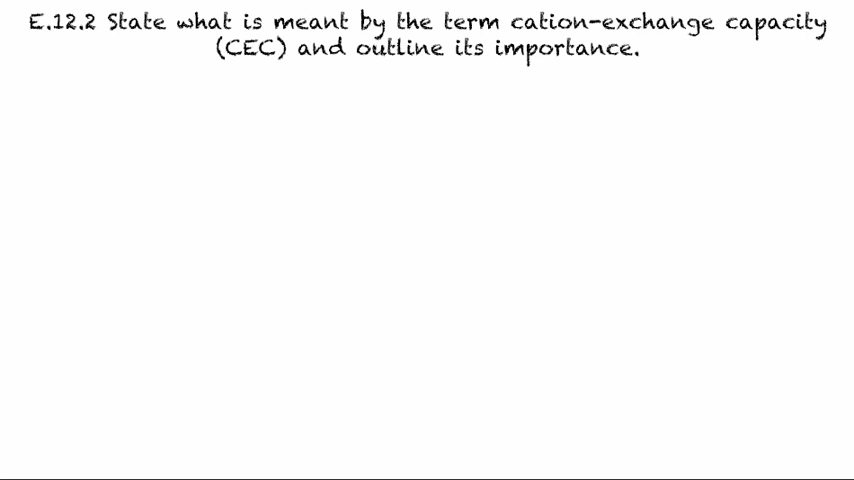 E.12.2 State what is meant by the term cation-exchange capacity
(CEC) and outline its importance.